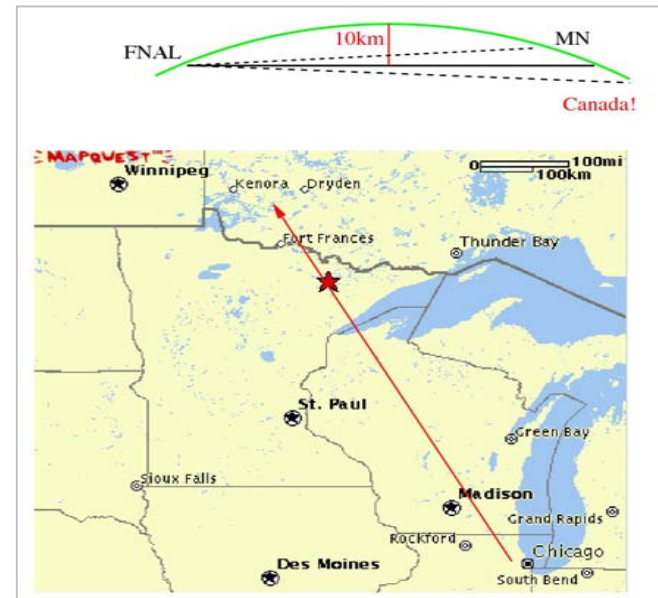 10km
FNAL
MN
Canada!
MAPQUEST™
Winnipeg
Kenora
Dryden
0
100mi
100km
Fort Frances
Thunder Bay
St. Paul
Green Bay
Sioux Falls
Madison
Grand Rapids
Rockford
Chicago
Des Moines
South Bend